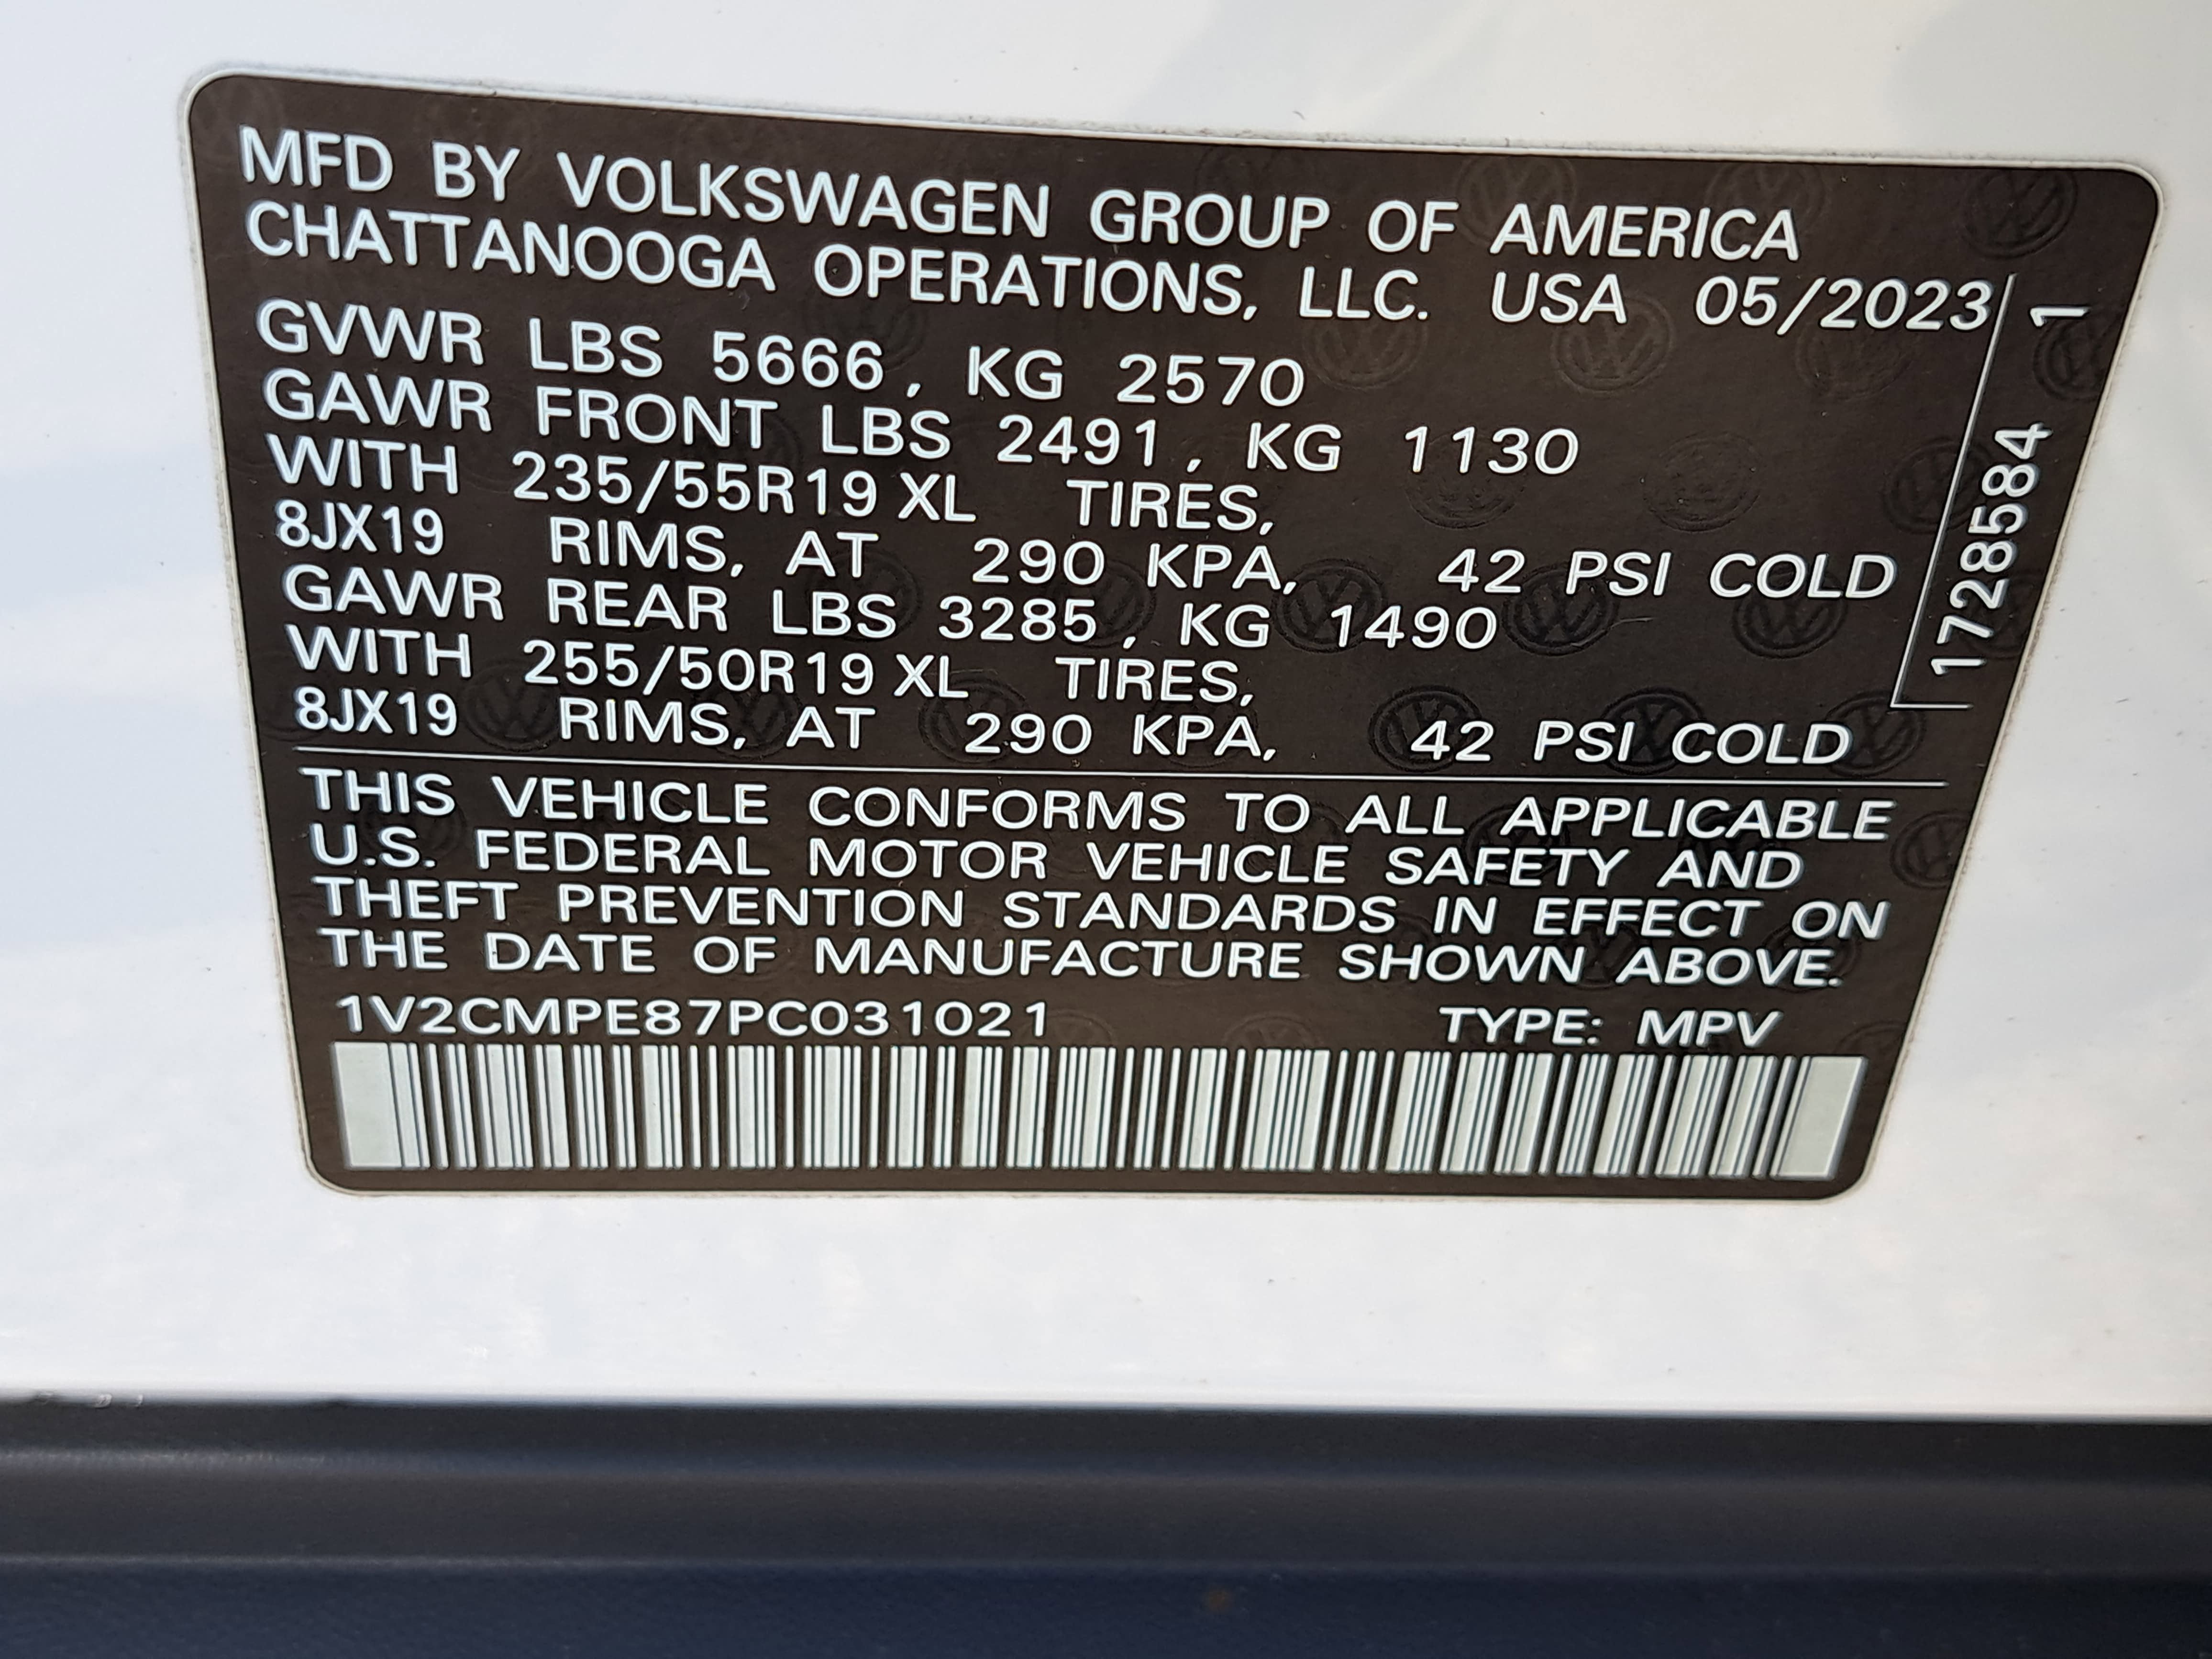 MFD BY VOLKSWAGEN GROUP OF AMERICA
CHATTANOOGA OPERATIONS, LLC. USA 05/2023
GVWR LBS 5666, KG 2570
GAWR FRONT LBS 2491, KG 1130
WITH 235/55R19 XL TIRES,
8JX19 RIMS, AT 290 KPA, 42 PSI COLD
GAWR REAR LBS 3285, KG 1490
WITH 255/50R19 XL TIRES,
8JX19 RIMS, AT 290 KPA, 42 PSI COLD
1728584 1
THIS VEHICLE CONFORMS TO ALL APPLICABLE
U.S. FEDERAL MOTOR VEHICLE SAFETY AND
THEFT PREVENTION STANDARDS IN EFFECT ON
THE DATE OF MANUFACTURE SHOWN ABOVE.
1V2CMPE87PC031021 TYPE: MPV